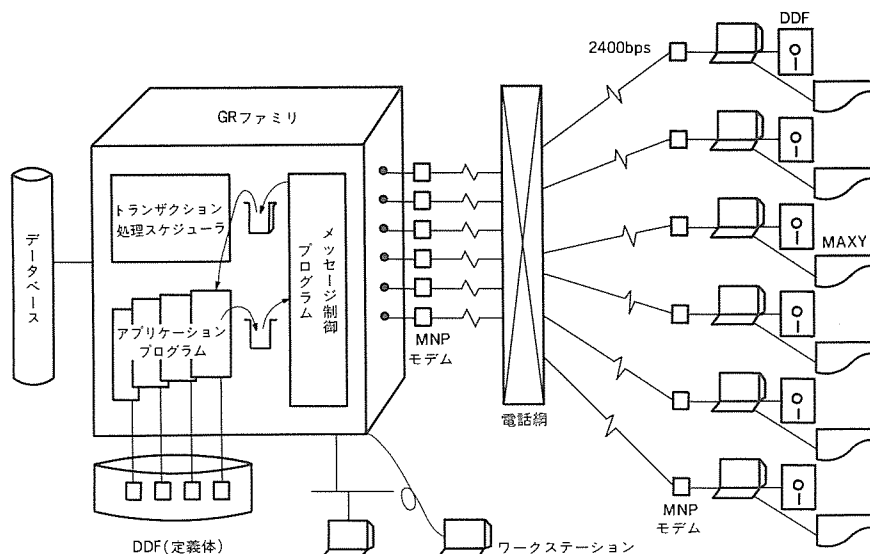 DDF
2400bps
GRファミリ
トランザクション
処理スケジューラ
メッセージ制御
プログラム
データベース
MAXY
アプリケーション
プログラム
MNP
モデム
電話網
MNP
モデム
DDF(定義体)
ワークステーション